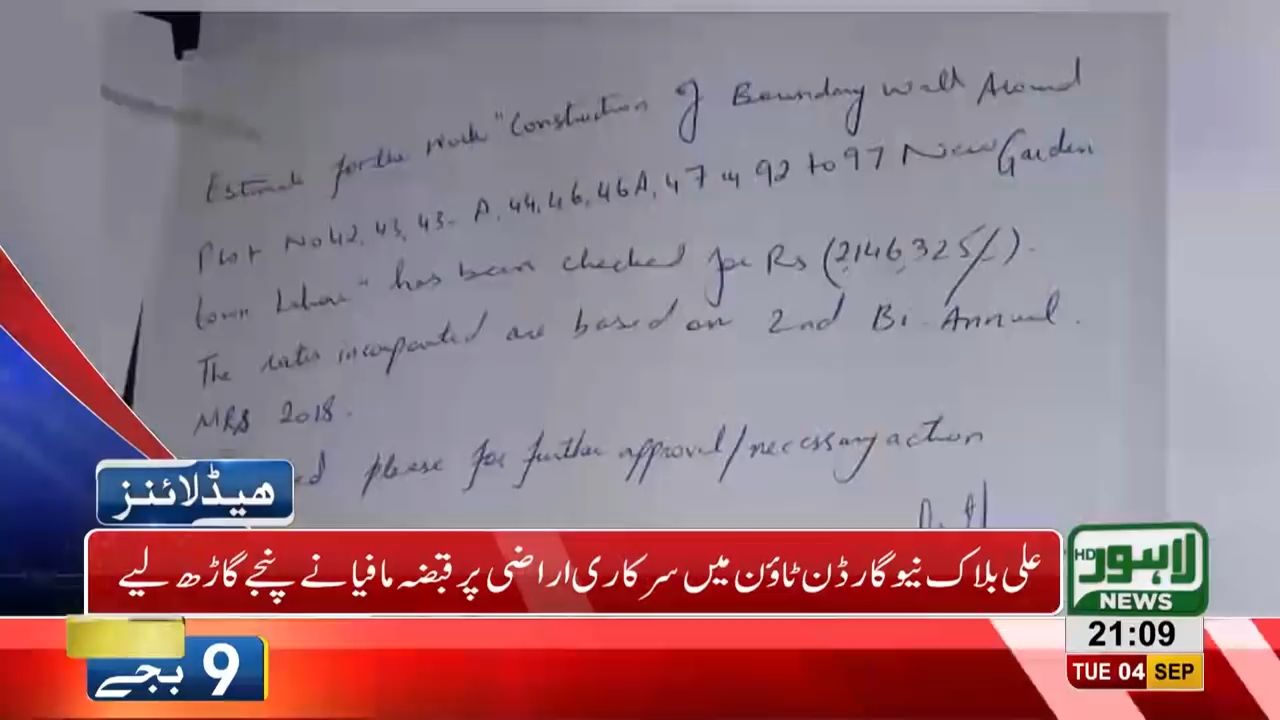 Estimate for the work "Construction of Boundary Wall Around
Plot No 42, 43, 43-A, 44, 46, 46A, 47 92 to 97 New Garden
Town Lahore" has been checked for Rs (2146,325/-).
The rates incorporated are based on 2nd Bi-Annual.
MRS 2018.
please for further approval/necessary action
ھیڈلائنز
علی بلاک نیو گارڈن ٹاؤن میں سرکاری اراضی پر قبضہ مافیا نے پنجے گاڑھ لیے
لاہور HD
NEWS
21:09
TUE 04 SEP
9 بجے